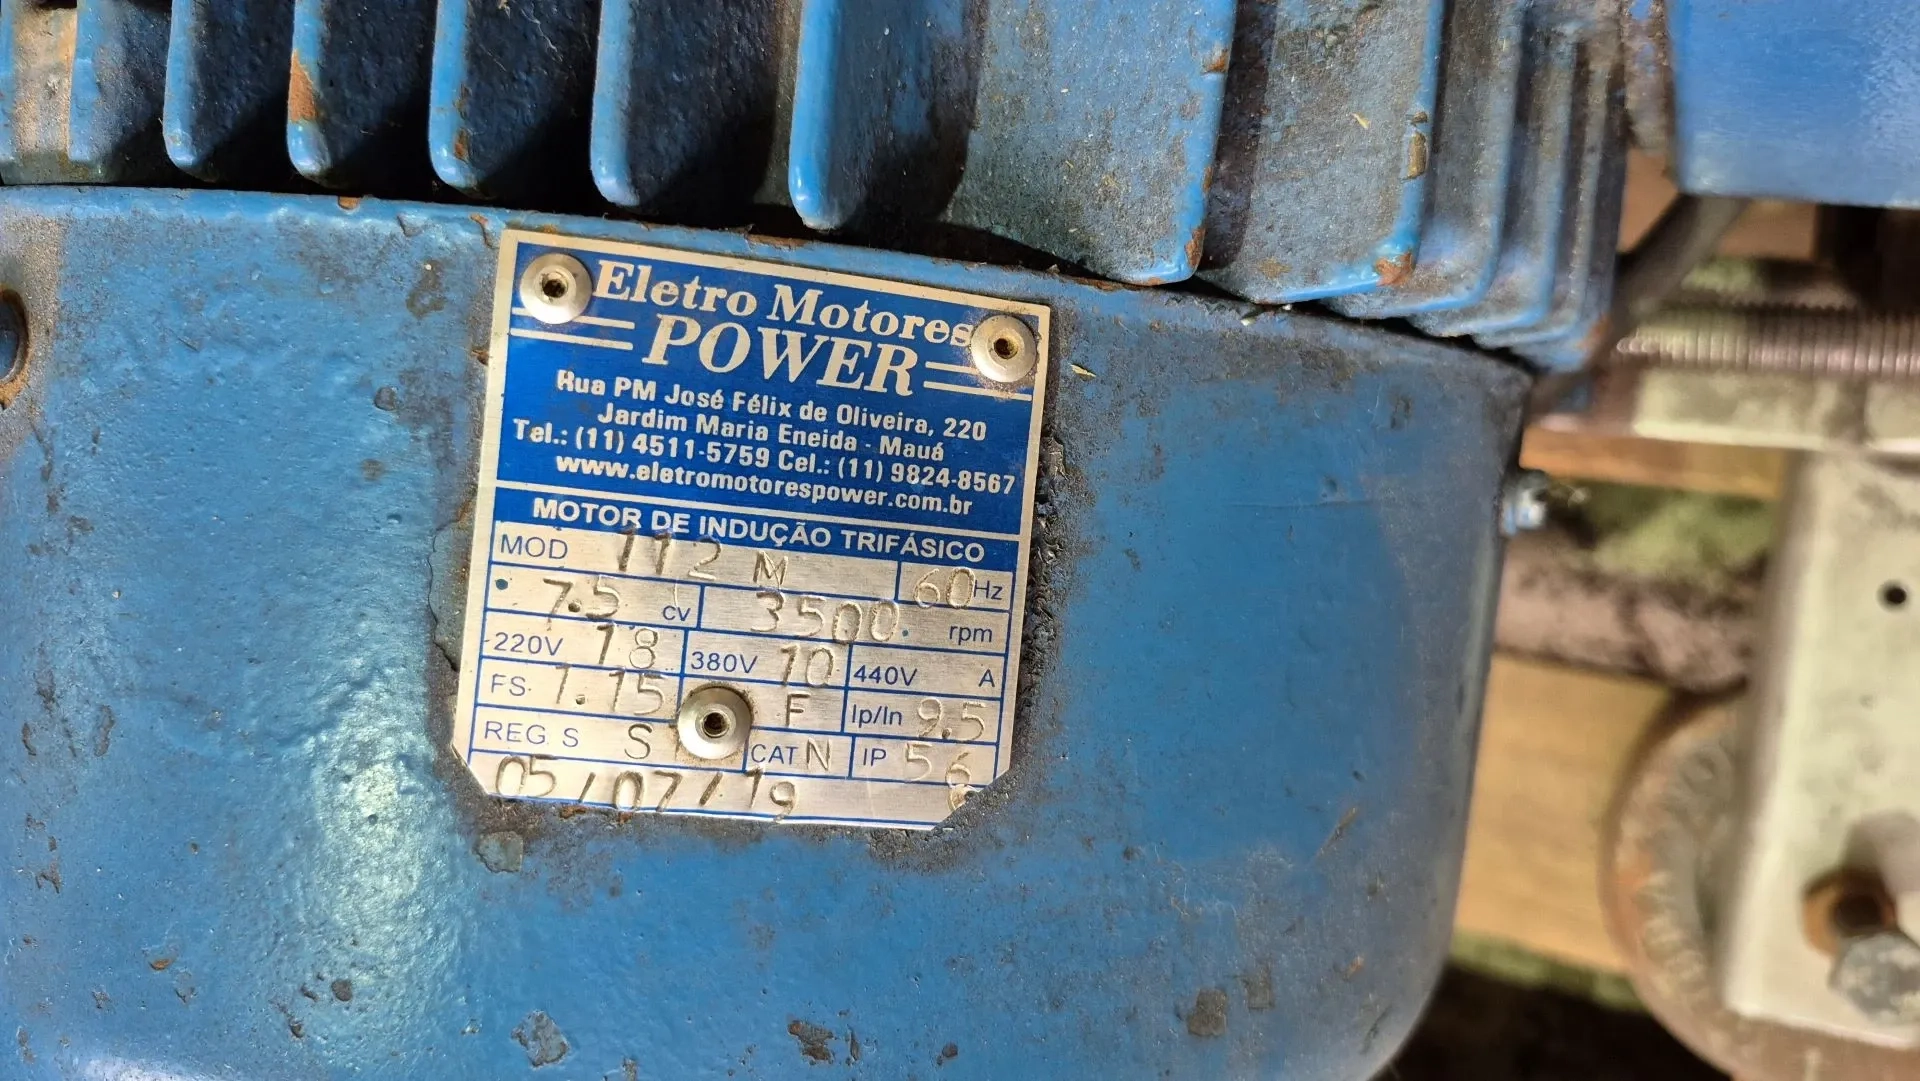 Eletro Motores
POWER
Rua PM José Félix de Oliveira, 220
Jardim Maria Eneida - Mauá
Tel.: (11) 4511-5759 Cel.: (11) 9824-8567
www.eletromotorespower.com.br
MOTOR DE INDUÇÃO TRIFÁSICO
MOD 112 M 60 Hz
7.5 cv 3500 rpm
220V 18 380V 10 440V A
FS 1.15 F Ip/In 9.5
REG. S S CAT N IP 56
05/07/19